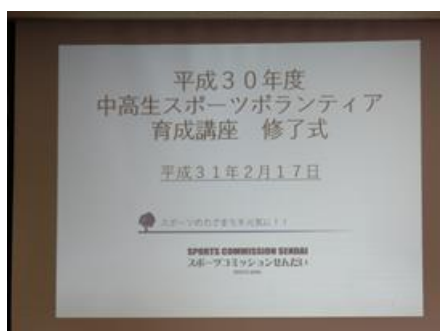 平成３０年度
中高生スポーツボランティア
育成講座　修了式
平成３１年２月１７日
スポーツの力でまちを元気に！！
SPORTS COMMISSION SENDAI
スポーツコミッションせんだい